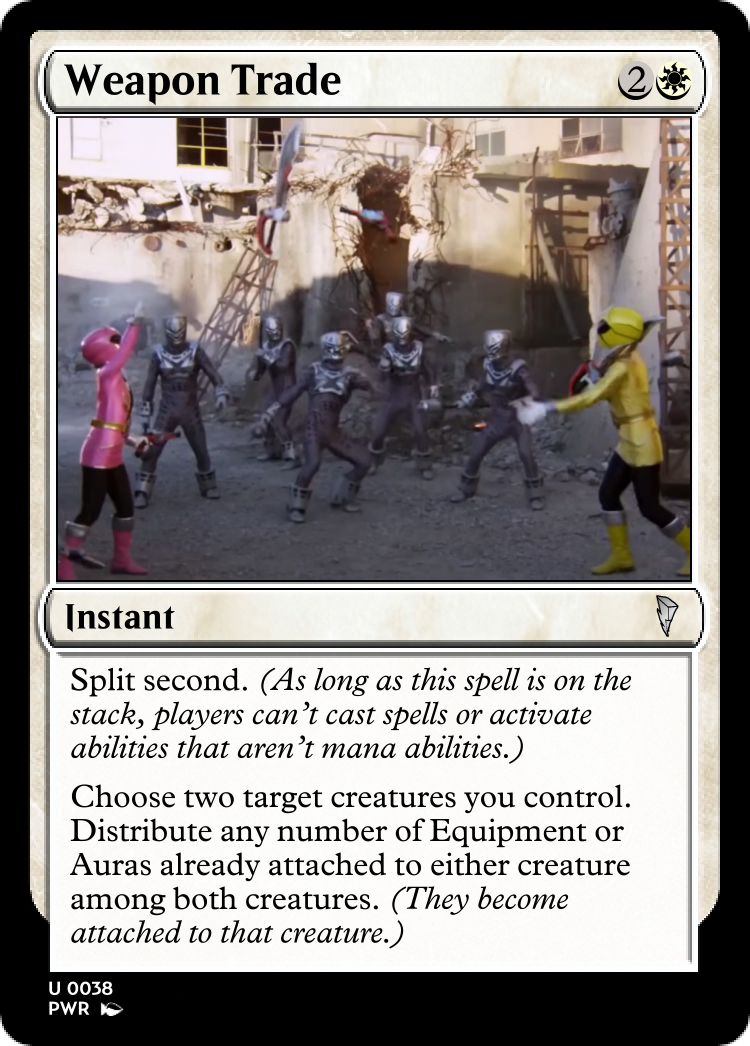 Weapon Trade 2
Instant
Split second. (As long as this spell is on the
stack, players can't cast spells or activate
abilities that aren't mana abilities.)
Choose two target creatures you control.
Distribute any number of Equipment or
Auras already attached to either creature
among both creatures. (They become
attached to that creature.)
U 0038
PWR